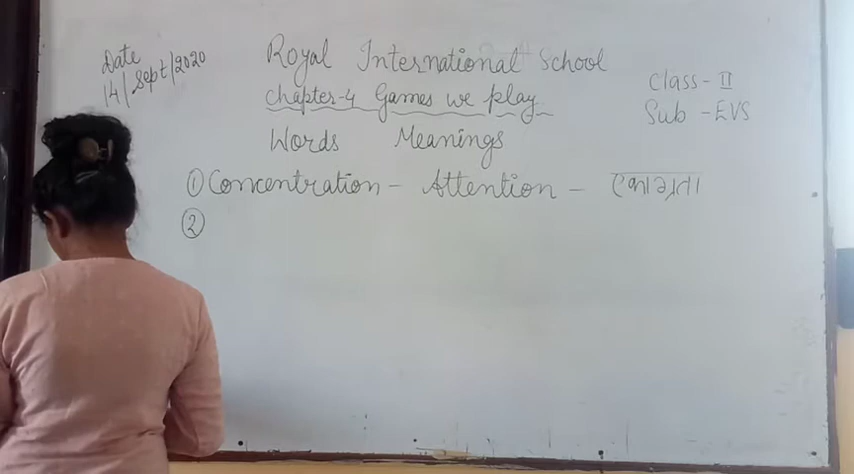 Date
14/Sept/2020
Royal International School
Chapter-4 Games we play
Class - II
Sub - EVS
Words Meanings
① Concentration - Attention - एकाग्रता
②